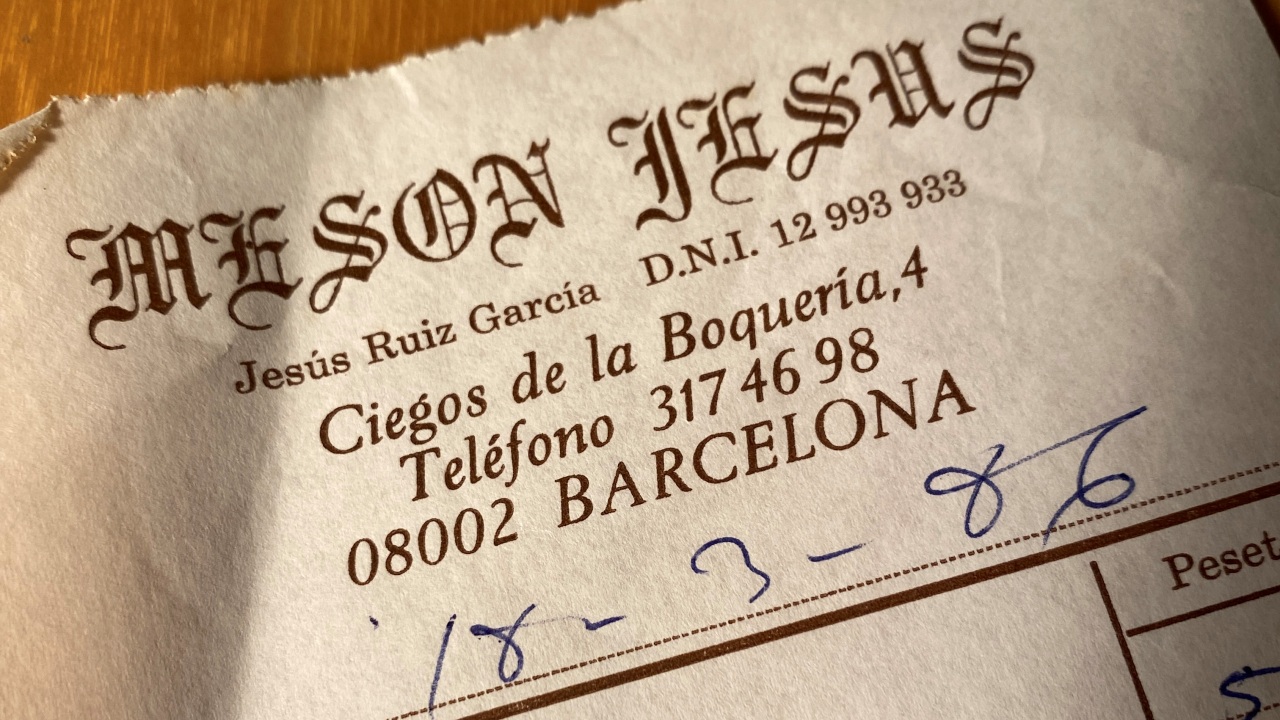 MESON JESUS
Jesús Ruiz García D.N.I. 12 993 933
Ciegos de la Boquería,4
Teléfono 317 46 98
08002 BARCELONA
18 - 3 - 86
Peset
5